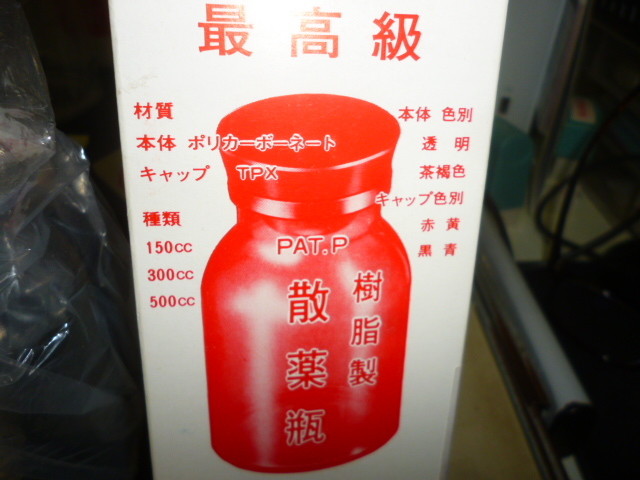 最高級
材質
本体 ポリカーボーネート
キャップ TPX
種類
150cc
300cc
500cc
本体 色別
透明
茶褐色
キャップ色別
赤 黄
黒 青
PAT.P
樹脂製
散薬瓶